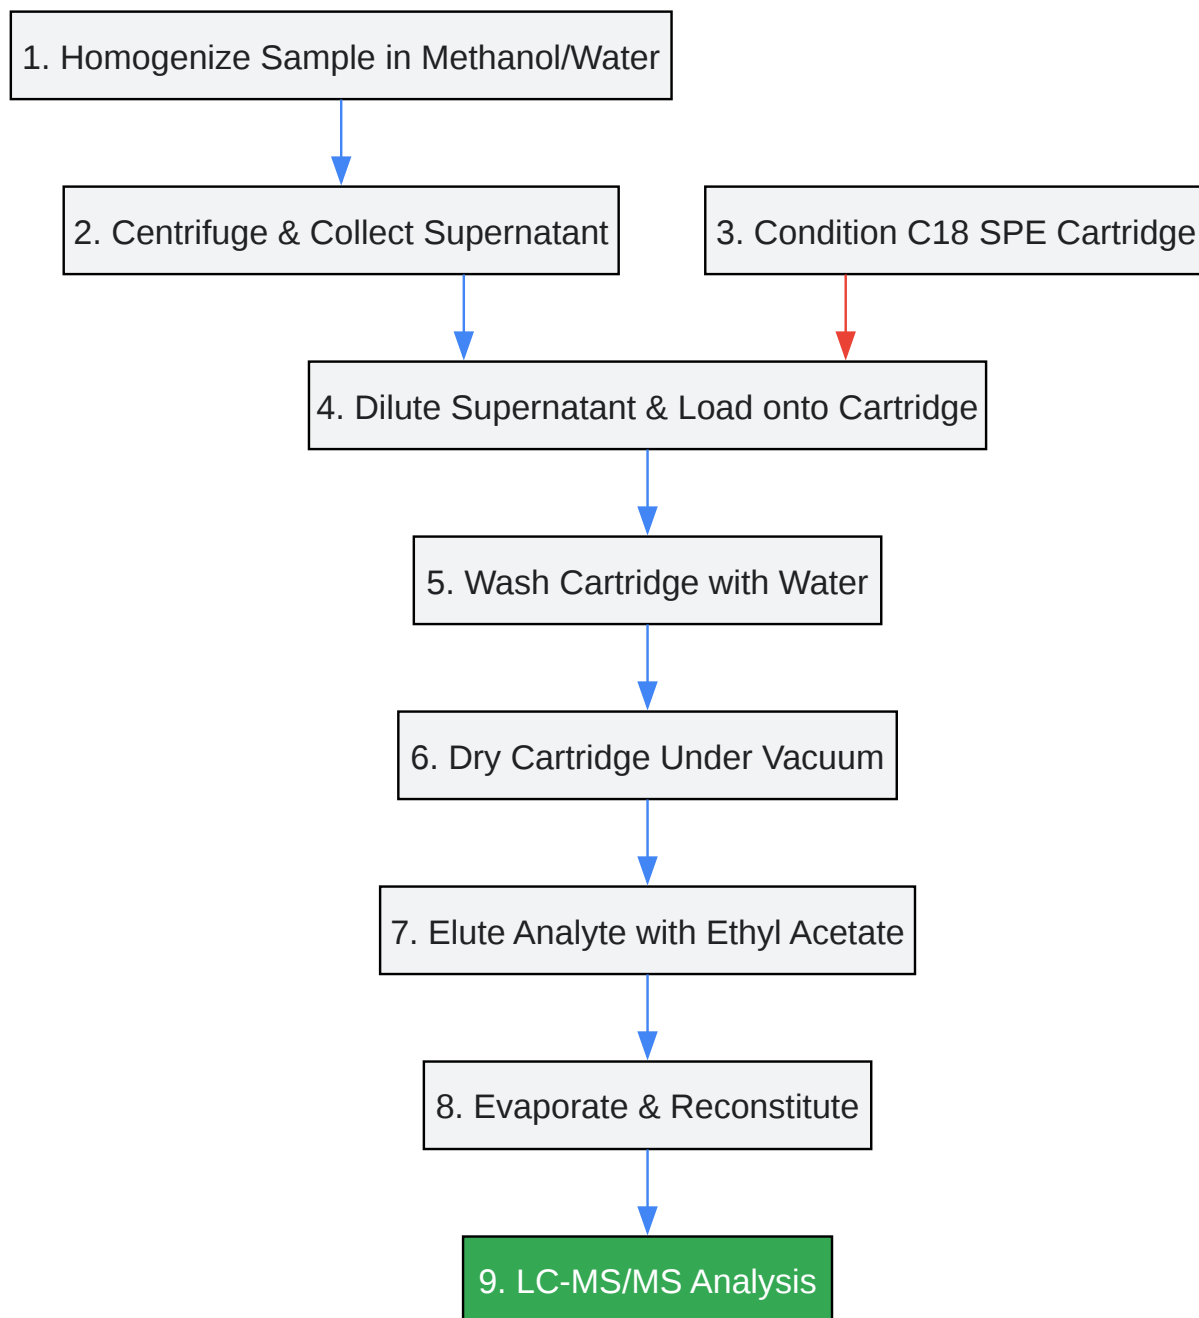 1. Homogenize Sample in Methanol/Water
2. Centrifuge & Collect Supernatant
3. Condition C18 SPE Cartridge
4. Dilute Supernatant & Load onto Cartridge
5. Wash Cartridge with Water
6. Dry Cartridge Under Vacuum
7. Elute Analyte with Ethyl Acetate
8. Evaporate & Reconstitute
9. LC-MS/MS Analysis